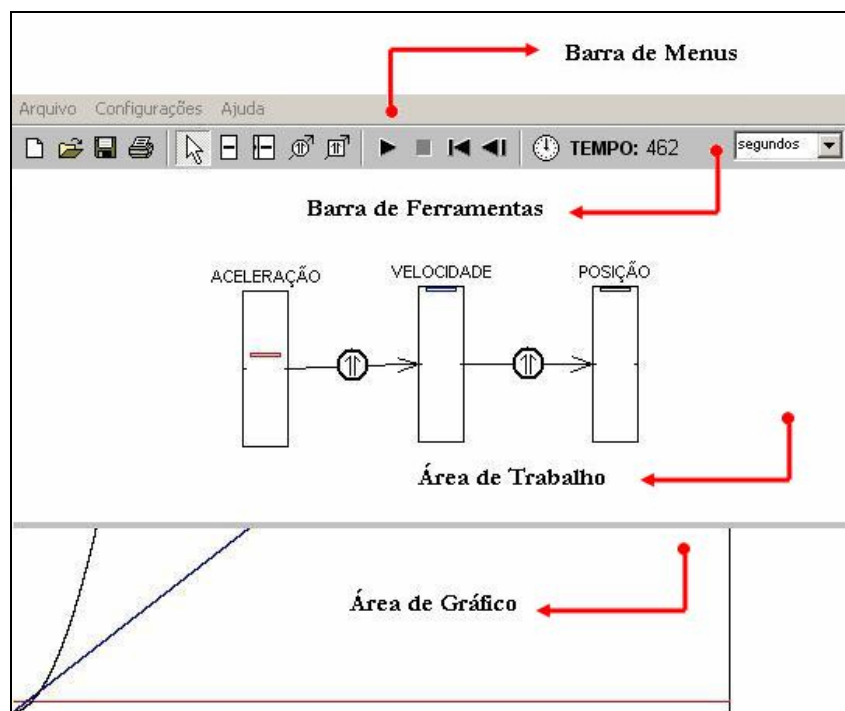 Barra de Menus
Arquivo Configurações Ajuda
TEMPO: 462 segundos
Barra de Ferramentas
ACELERAÇÃO VELOCIDADE POSIÇÃO
Área de Trabalho
Área de Gráfico